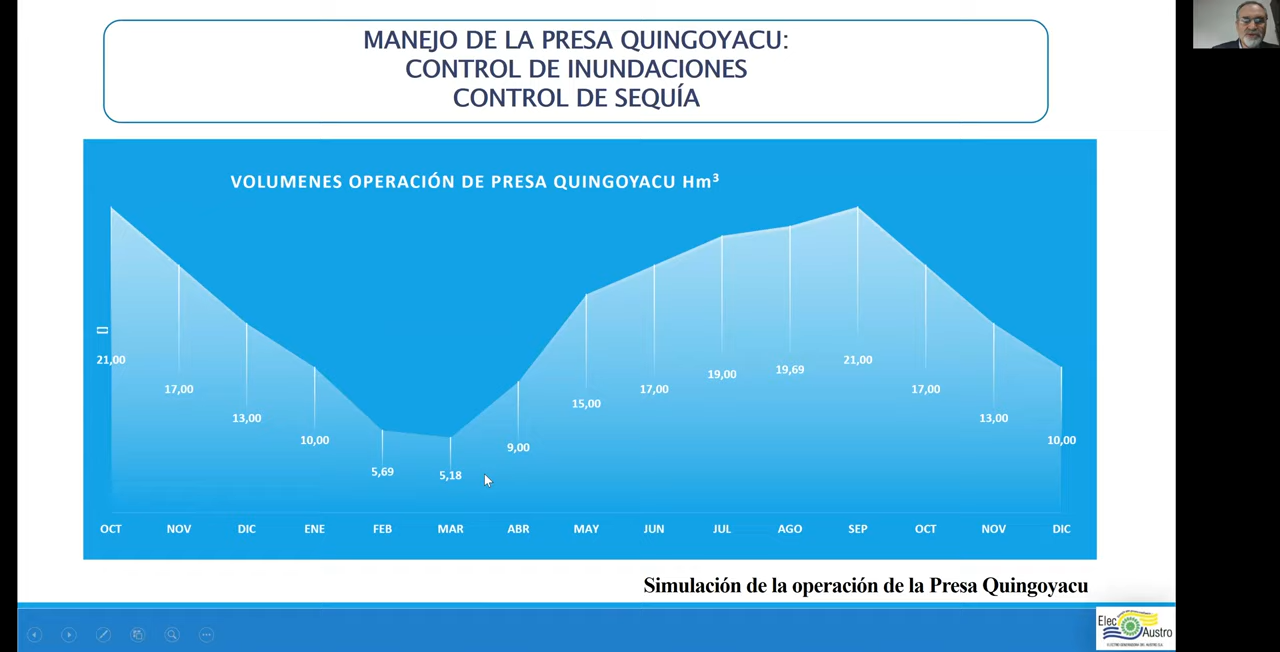 MANEJO DE LA PRESA QUINGOYACU:
CONTROL DE INUNDACIONES
CONTROL DE SEQUÍA
VOLUMENES OPERACIÓN DE PRESA QUINGOYACU Hm³
21,00
17,00
13,00
10,00
5,69
5,18
9,00
15,00
17,00
19,00
19,69
21,00
17,00
13,00
10,00
OCT NOV DIC ENE FEB MAR ABR MAY JUN JUL AGO SEP OCT NOV DIC
Simulación de la operación de la Presa Quingoyacu
Elec
Austro